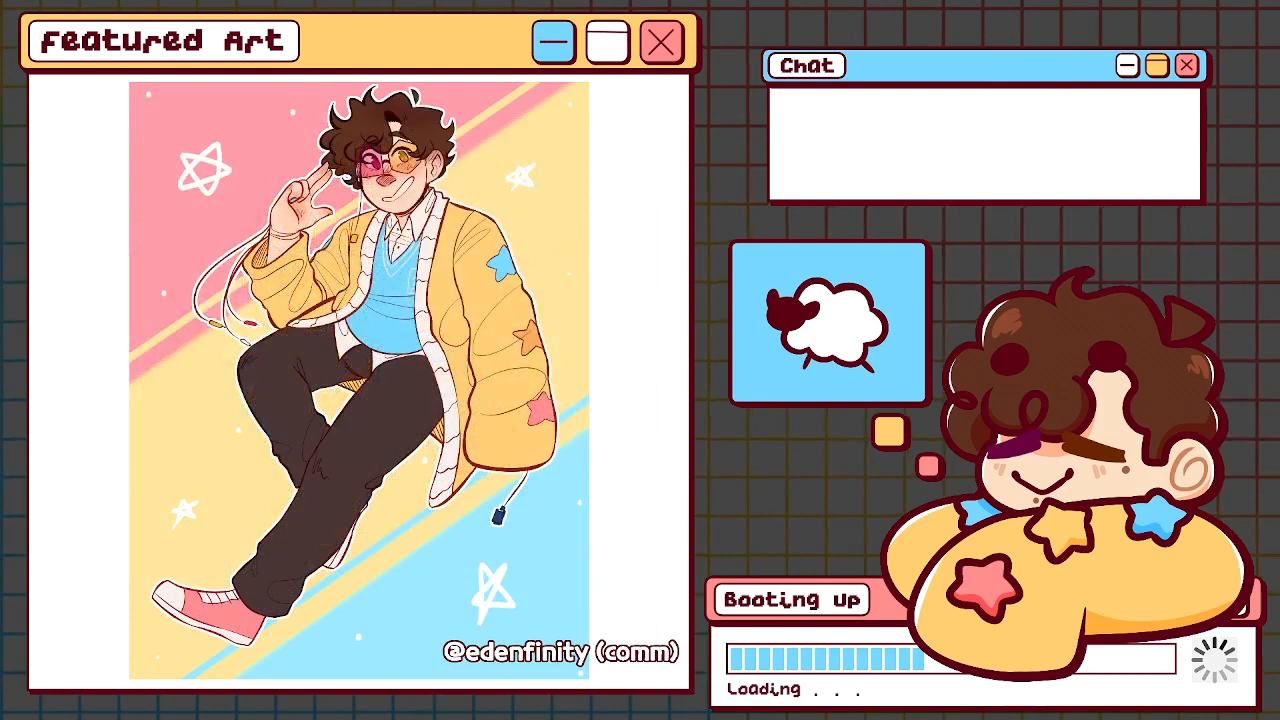 Featured Art
Chat
@edenfinity (comm)
Booting Up
Loading . . .